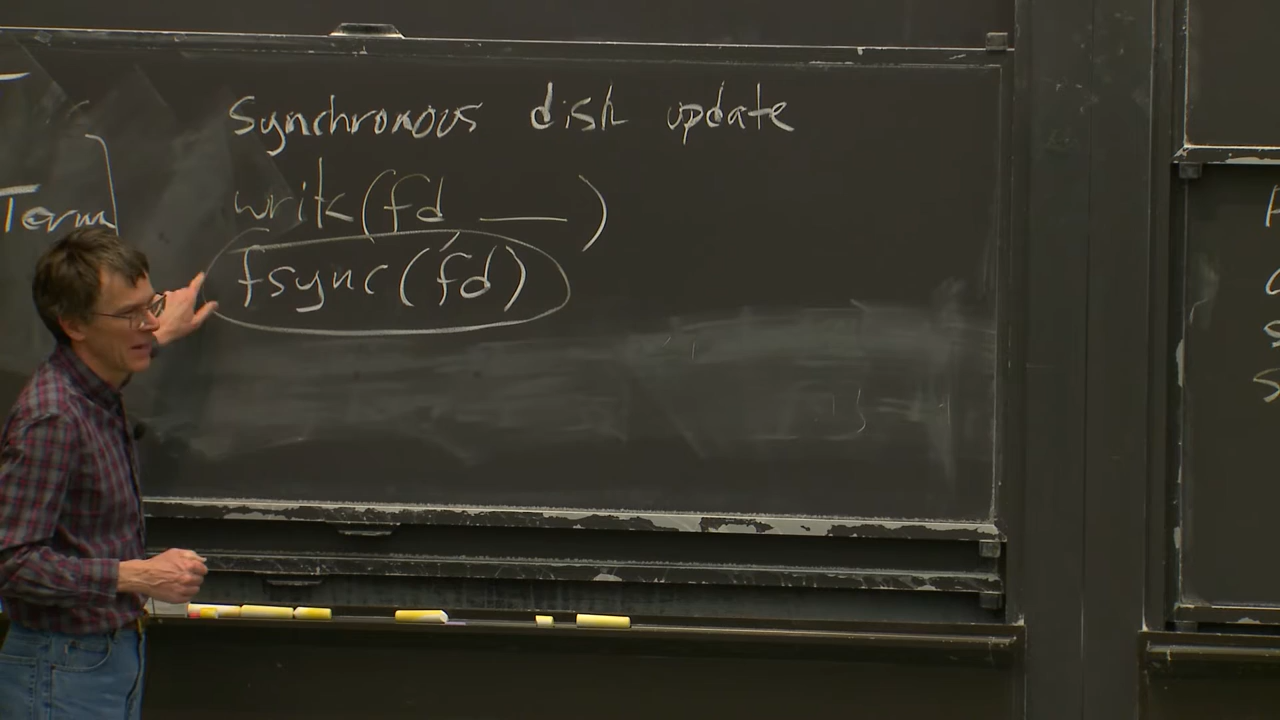 Term
Synchronous disk update
write(fd ___)
fsync(fd)